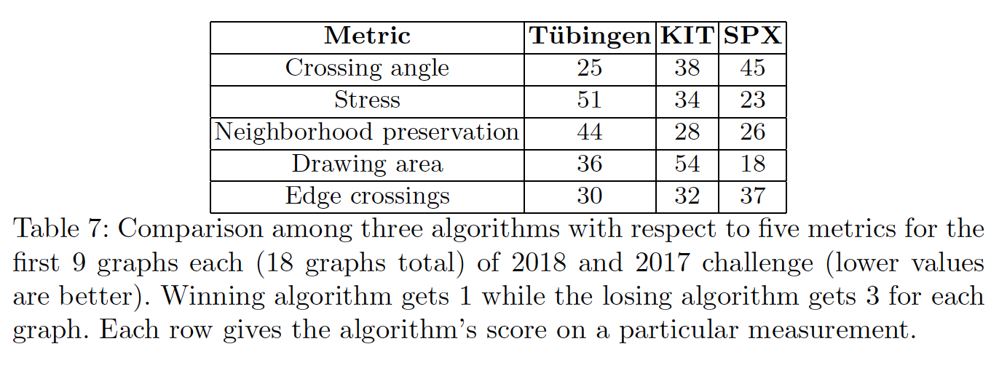 Metric Tübingen KIT SPX
Crossing angle 25 38 45
Stress 51 34 23
Neighborhood preservation 44 28 26
Drawing area 36 54 18
Edge crossings 30 32 37
Table 7: Comparison among three algorithms with respect to five metrics for the
first 9 graphs each (18 graphs total) of 2018 and 2017 challenge (lower values
are better). Winning algorithm gets 1 while the losing algorithm gets 3 for each
graph. Each row gives the algorithm's score on a particular measurement.